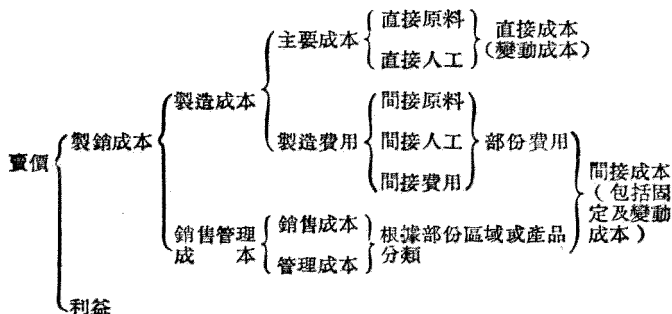 賣價
製銷成本
利益
製造成本
銷售管理
成本
主要成本
製造費用
直接原料
直接人工
直接成本
(變動成本)
間接原料
間接人工
間接費用
部份費用
銷售成本
管理成本
根據部份區域或產品
分類
間接成本
(包括固
定及變動
成本)